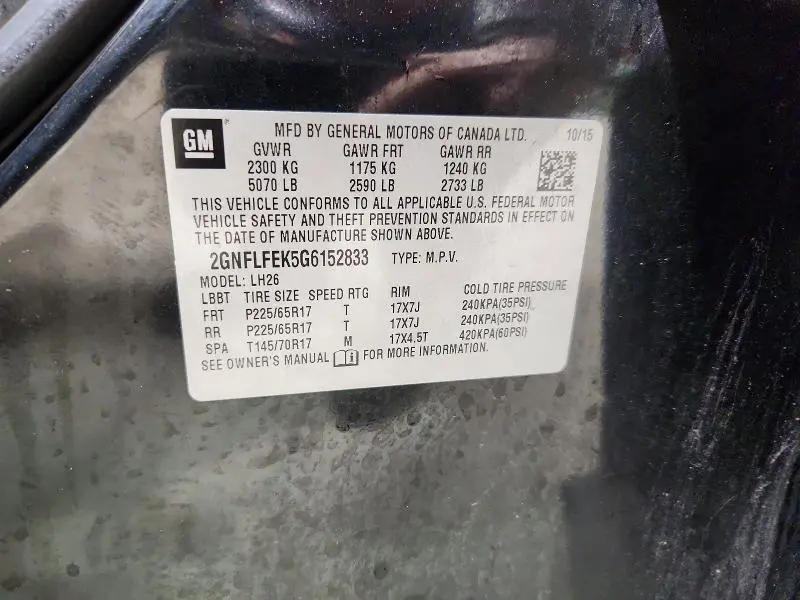 GM MFD BY GENERAL MOTORS OF CANADA LTD. 10/15
GVWR GAWR FRT GAWR RR
2300 KG 1175 KG 1240 KG
5070 LB 2590 LB 2733 LB
THIS VEHICLE CONFORMS TO ALL APPLICABLE U.S. FEDERAL MOTOR
VEHICLE SAFETY AND THEFT PREVENTION STANDARDS IN EFFECT ON
THE DATE OF MANUFACTURE SHOWN ABOVE.
2GNFLFEK5G6152833 TYPE: M.P.V.
MODEL: LH26
LBBT TIRE SIZE SPEED RTG RIM COLD TIRE PRESSURE
FRT P225/65R17 T 17X7J 240KPA(35PSI)
RR P225/65R17 T 17X7J 240KPA(35PSI)
SPA T145/70R17 M 17X4.5T 420KPA(60PSI)
SEE OWNER'S MANUAL FOR MORE INFORMATION.